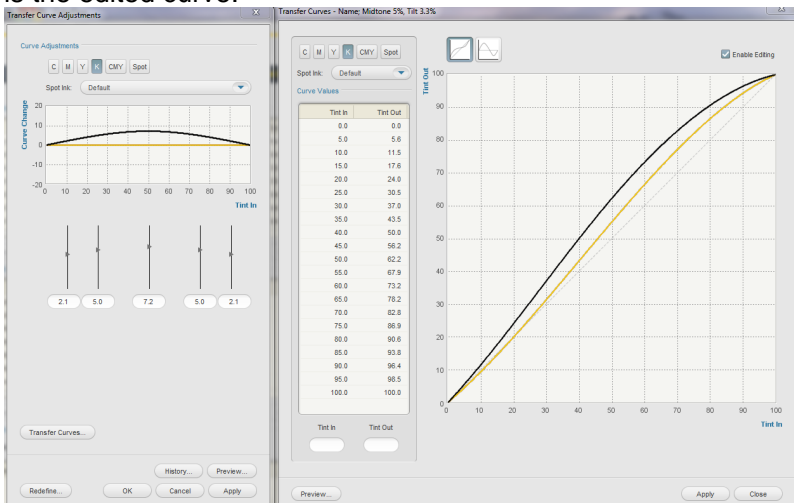 is the edited curve.
Transfer Curve Adjustments
X
Curve Adjustments
C M Y K CMY Spot
Spot Ink: Default
Curve Change
20
10
0
-10
-20
0 10 20 30 40 50 60 70 80 90 100
Tint In
2.1 5.0 7.2 5.0 2.1
Transfer Curves...
History... Preview...
Redefine... OK Cancel Apply
Transfer Curves - Name; Midtone 5%, Tilt 3.3%
C M Y K CMY Spot
Spot Ink: Default
Curve Values
Tint In Tint Out
0.0 0.0
5.0 5.6
10.0 11.5
15.0 17.6
20.0 24.0
25.0 30.5
30.0 37.0
35.0 43.5
40.0 50.0
45.0 56.2
50.0 62.2
55.0 67.9
60.0 73.2
65.0 78.2
70.0 82.8
75.0 86.9
80.0 90.6
85.0 93.8
90.0 96.4
95.0 98.5
100.0 100.0
Tint In Tint Out
Preview...
Enable Editing
Tint Out
100
90
80
70
60
50
40
30
20
10
0
0 10 20 30 40 50 60 70 80 90 100
Tint In
Apply Close